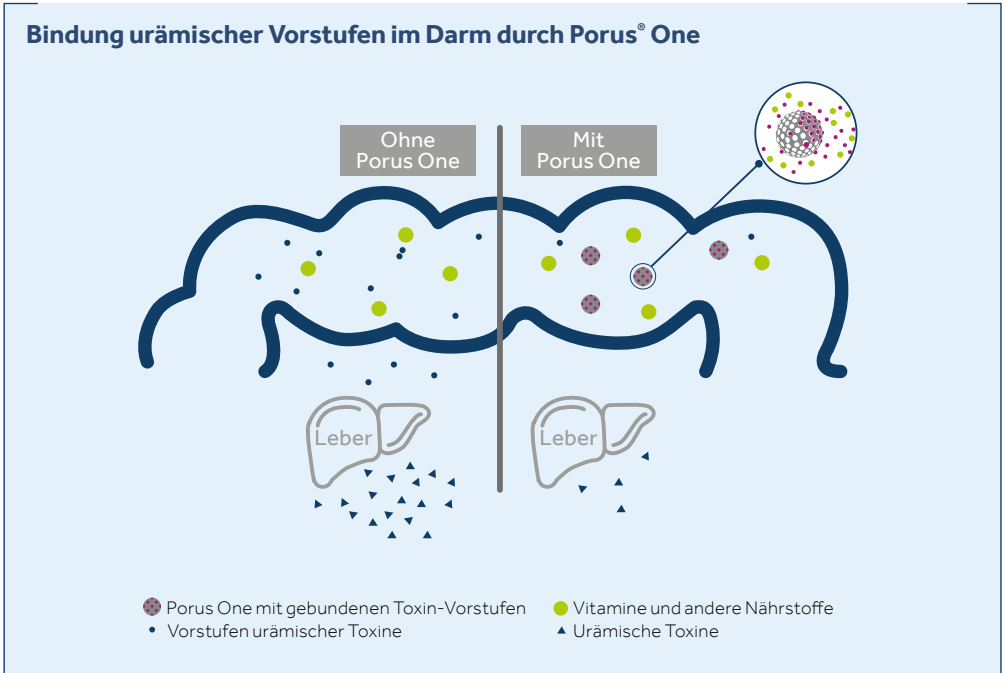 Bindung urämischer Vorstufen im Darm durch Porus® One
Ohne
Porus One
Mit
Porus One
Leber
Leber
Porus One mit gebundenen Toxin-Vorstufen
Vitamine und andere Nährstoffe
Vorstufen urämischer Toxine
Urämische Toxine